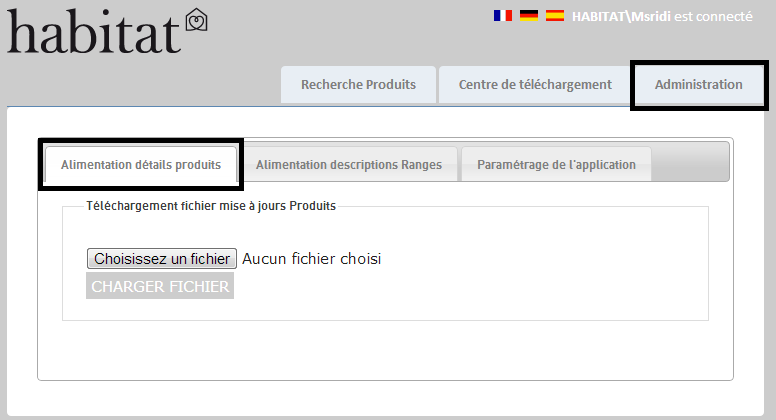 habitat
HABITAT\Msridi est connecté
Recherche Produits
Centre de téléchargement
Administration
Alimentation détails produits
Alimentation descriptions Ranges
Paramétrage de l'application
Téléchargement fichier mise à jours Produits
Choisissez un fichier Aucun fichier choisi
CHARGER FICHIER